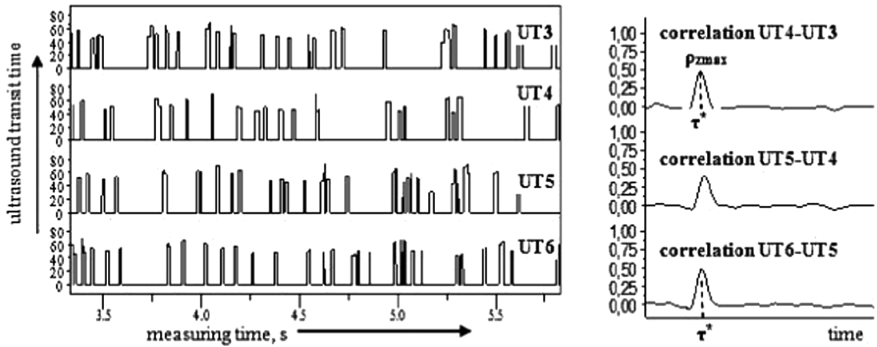 ultrasound transit time
80
60
40
20
0
UT3
80
60
40
20
0
UT4
80
60
40
20
0
UT5
80
60
40
20
0
UT6
3.5 4.0 4.5 5.0 5.5
measuring time, s
1,00
0,75
0,50
0,25
0,00
correlation UT4-UT3
ρzmax
τ*
1,00
0,75
0,50
0,25
0,00
correlation UT5-UT4
1,00
0,75
0,50
0,25
0,00
correlation UT6-UT5
τ*
time